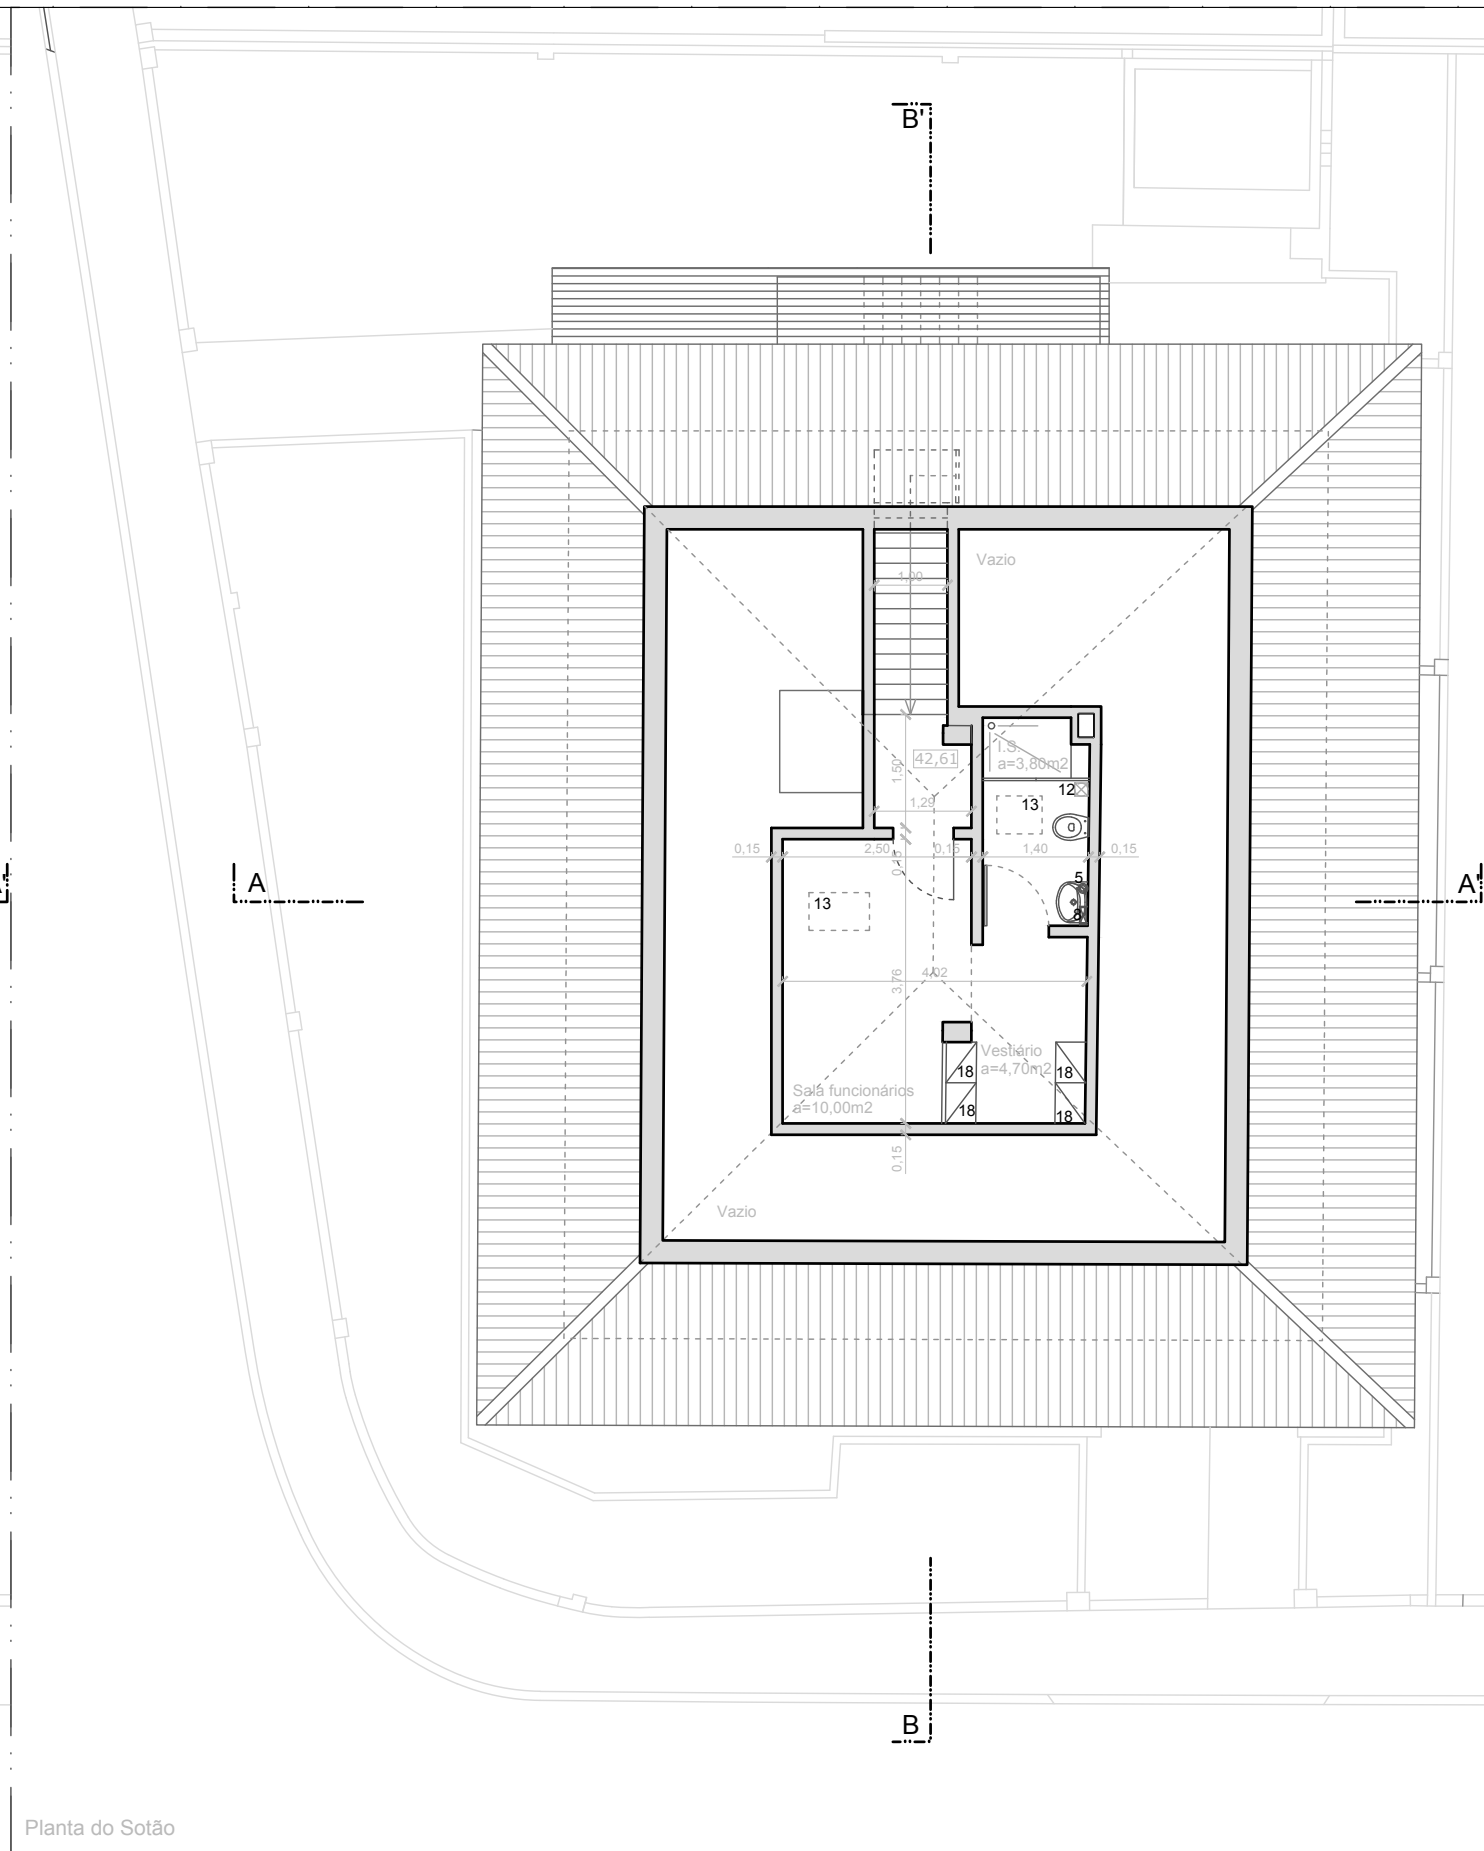 B'
Vazio
1,00
I.S.
a=3,80m2
42,61
1,50
12
13
1,29
0,15
2,50
0,15
0,15
1,40
0,15
A'
A
5
A'
13
8
3,76
4,02
Vestiário
a=4,70m2
18
18
Sala funcionários
a=10,00m2
18
18
0,15
Vazio
B
Planta do Sotão